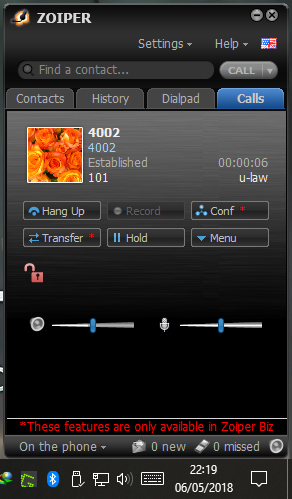 ZOIPER
Settings Help
Find a contact... CALL
Contacts History Dialpad Calls
4002
4002
Established 00:00:06
101 u-law
Hang Up Record Conf *
Transfer * Hold Menu
*These features are only available in Zoiper Biz
On the phone 0 new 0 missed
22:19
06/05/2018